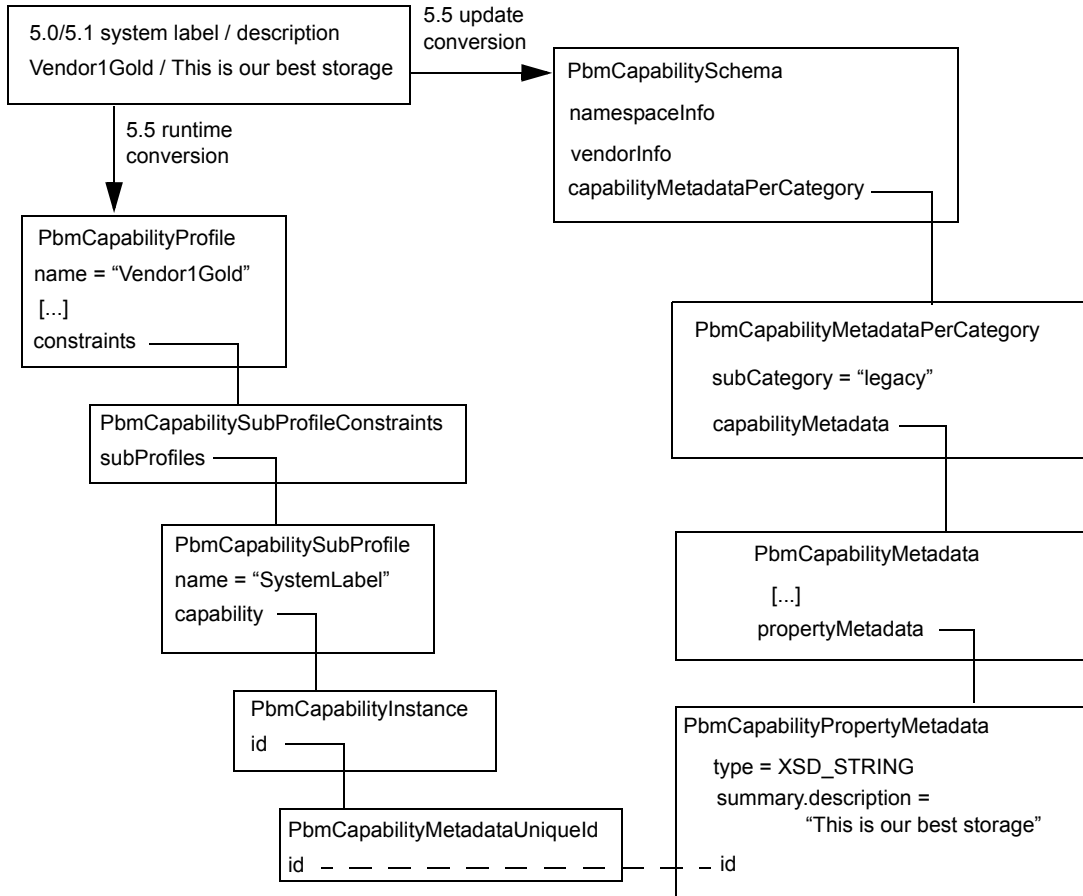 5.0/5.1 system label / description
Vendor1Gold / This is our best storage
5.5 update
conversion
5.5 runtime
conversion
PbmCapabilitySchema
namespaceInfo
vendorInfo
capabilityMetadataPerCategory
PbmCapabilityProfile
name = “Vendor1Gold”
[...]
constraints
PbmCapabilityMetadataPerCategory
subCategory = “legacy”
capabilityMetadata
PbmCapabilitySubProfileConstraints
subProfiles
PbmCapabilitySubProfile
name = “SystemLabel”
capability
PbmCapabilityMetadata
[...]
propertyMetadata
PbmCapabilityInstance
id
PbmCapabilityPropertyMetadata
type = XSD_STRING
summary.description =
“This is our best storage”
id
PbmCapabilityMetadataUniqueId
id